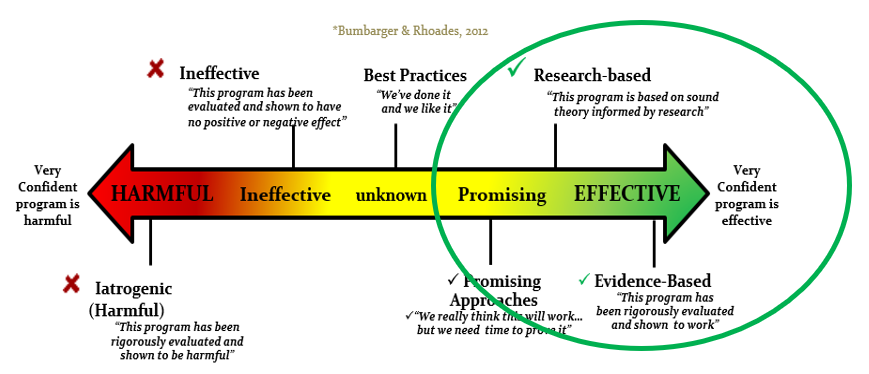 *Bumbarger & Rhoades, 2012
Ineffective
“This program has been
evaluated and shown to have
no positive or negative effect”
Best Practices
“We’ve done it
and we like it”
Research-based
“This program is based on sound
theory informed by research”
Very
Confident
program is
harmful
HARMFUL Ineffective unknown Promising EFFECTIVE
Very
Confident
program is
effective
Iatrogenic
(Harmful)
“This program has been
rigorously evaluated and
shown to be harmful”
Promising
Approaches
“We really think this will work...
but we need time to prove it”
Evidence-Based
“This program has
been rigorously evaluated
and shown to work”